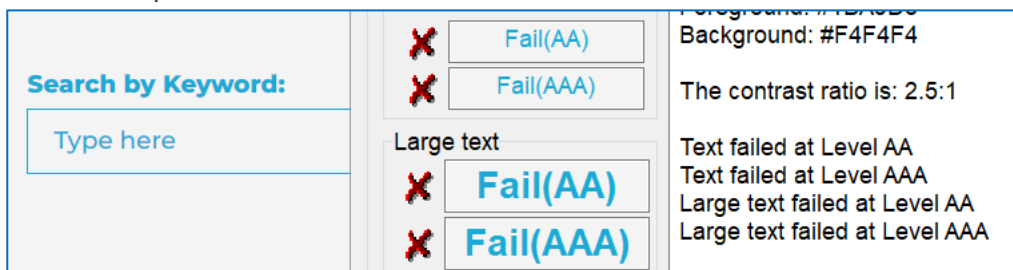 Search by Keyword:
Type here
Fail(AA)
Fail(AAA)
Large text
Fail(AA)
Fail(AAA)
Background: #F4F4F4
The contrast ratio is: 2.5:1
Text failed at Level AA
Text failed at Level AAA
Large text failed at Level AA
Large text failed at Level AAA